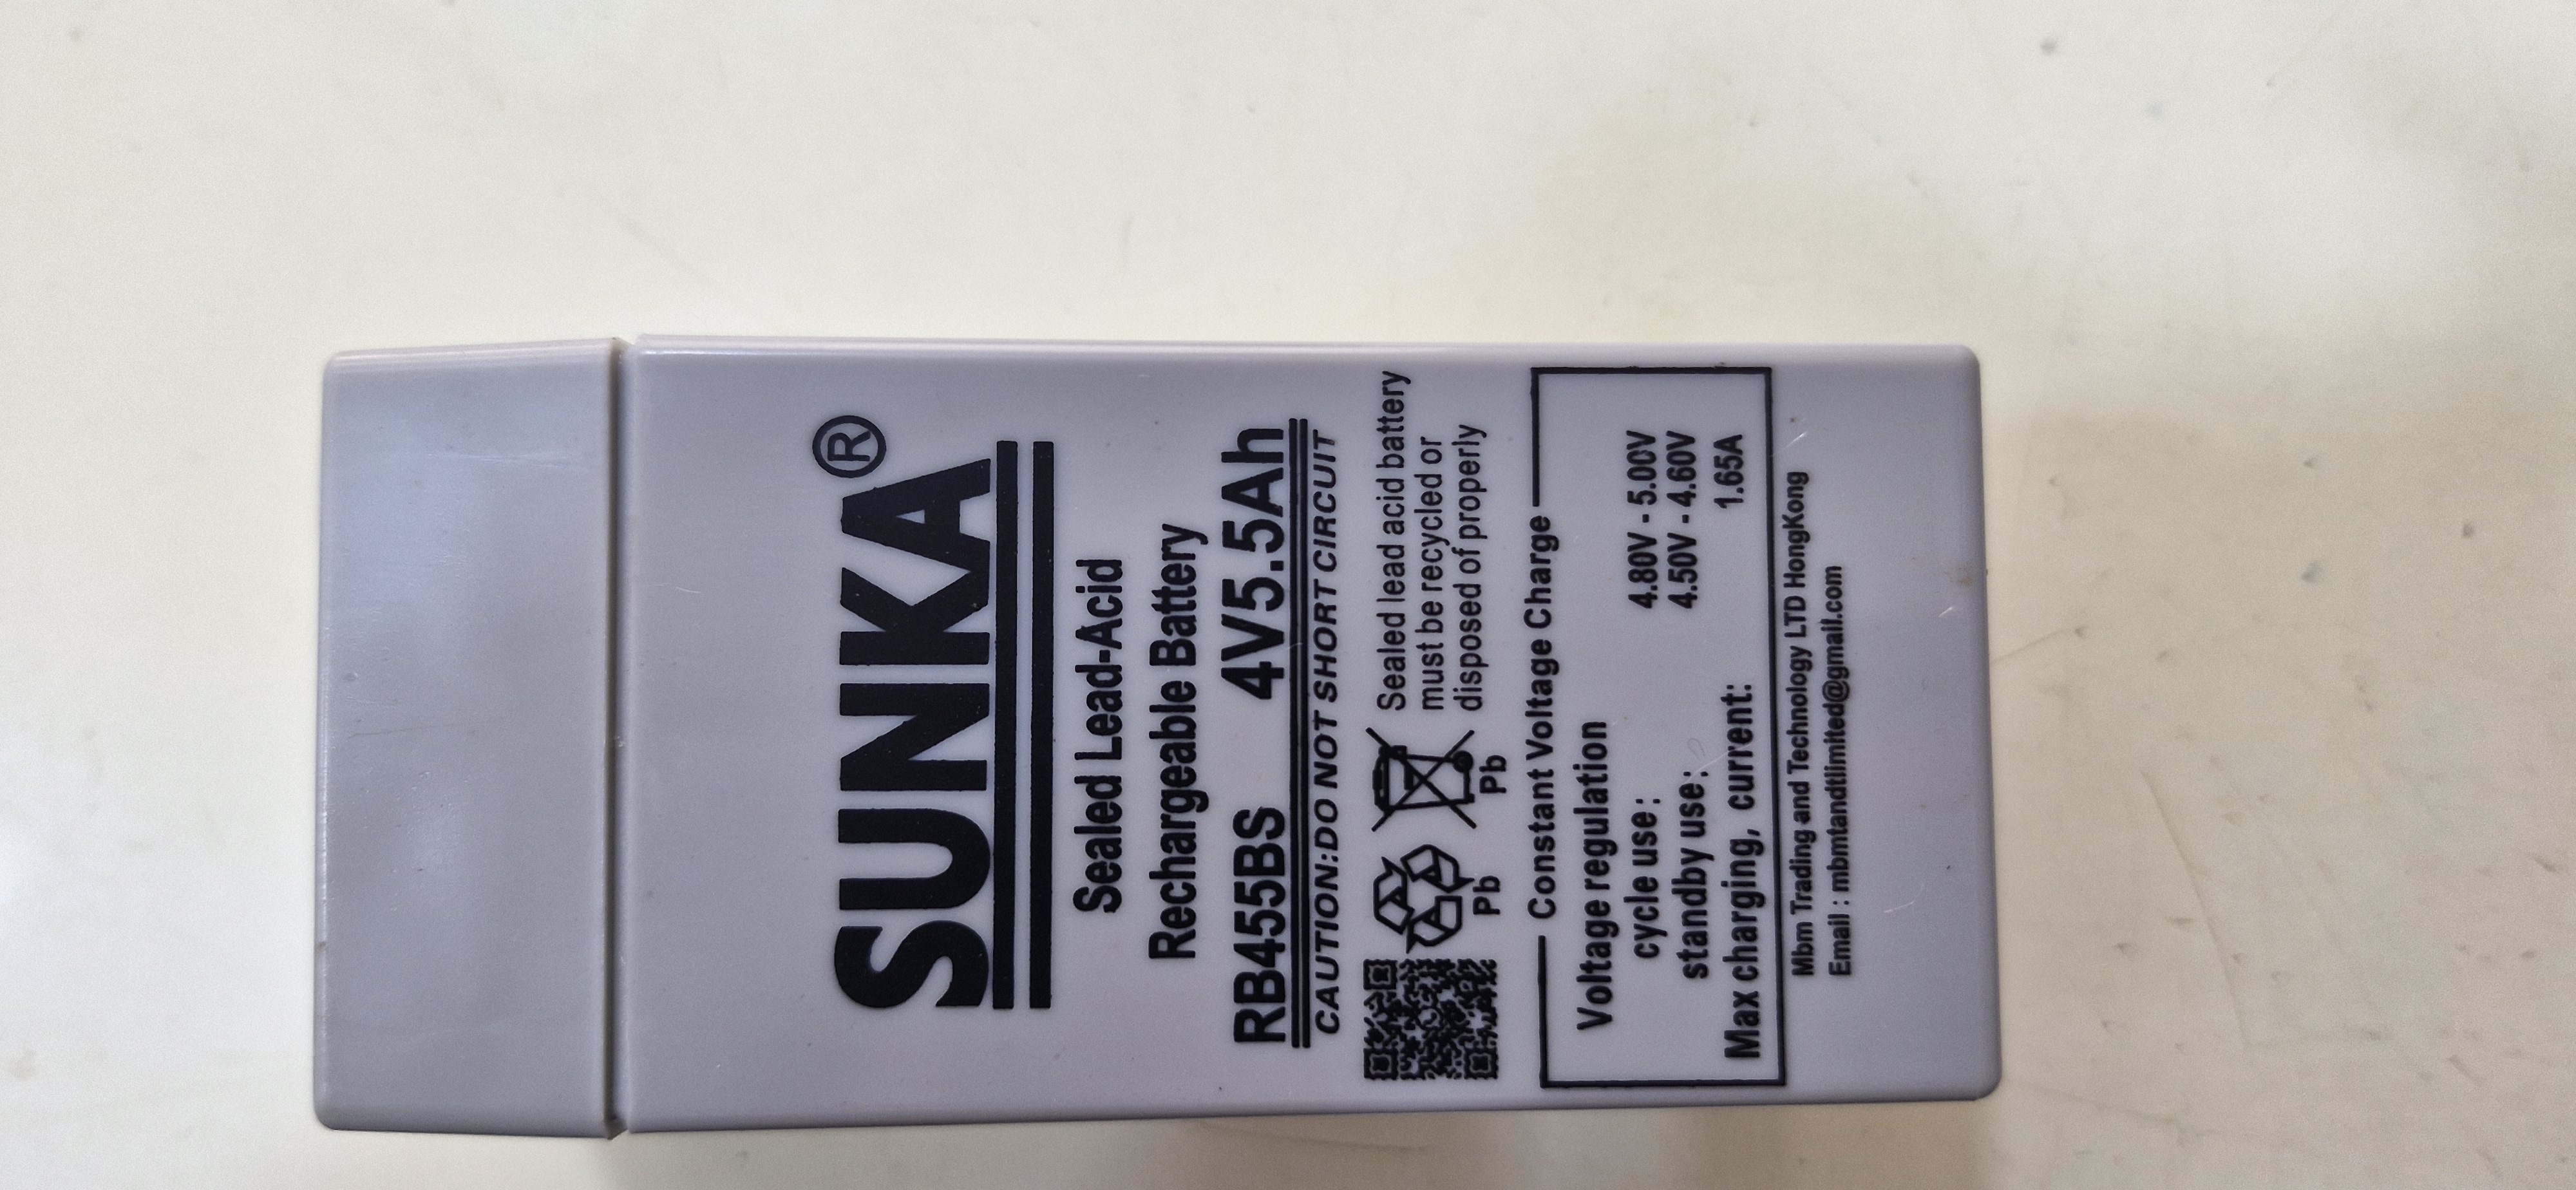 SUNKA®
Sealed Lead-Acid
Rechargeable Battery
RB455BS 4V5.5Ah
CAUTION:DO NOT SHORT CIRCUIT
Sealed lead acid battery
must be recycled or
disposed of properly
Pb Pb
Constant Voltage Charge
Voltage regulation
cycle use: 4.80V - 5.00V
standby use: 4.50V - 4.60V
Max charging, current: 1.65A
Mbm Trading and Technology LTD HongKong
Email : mbmtandtlimited@gmail.com